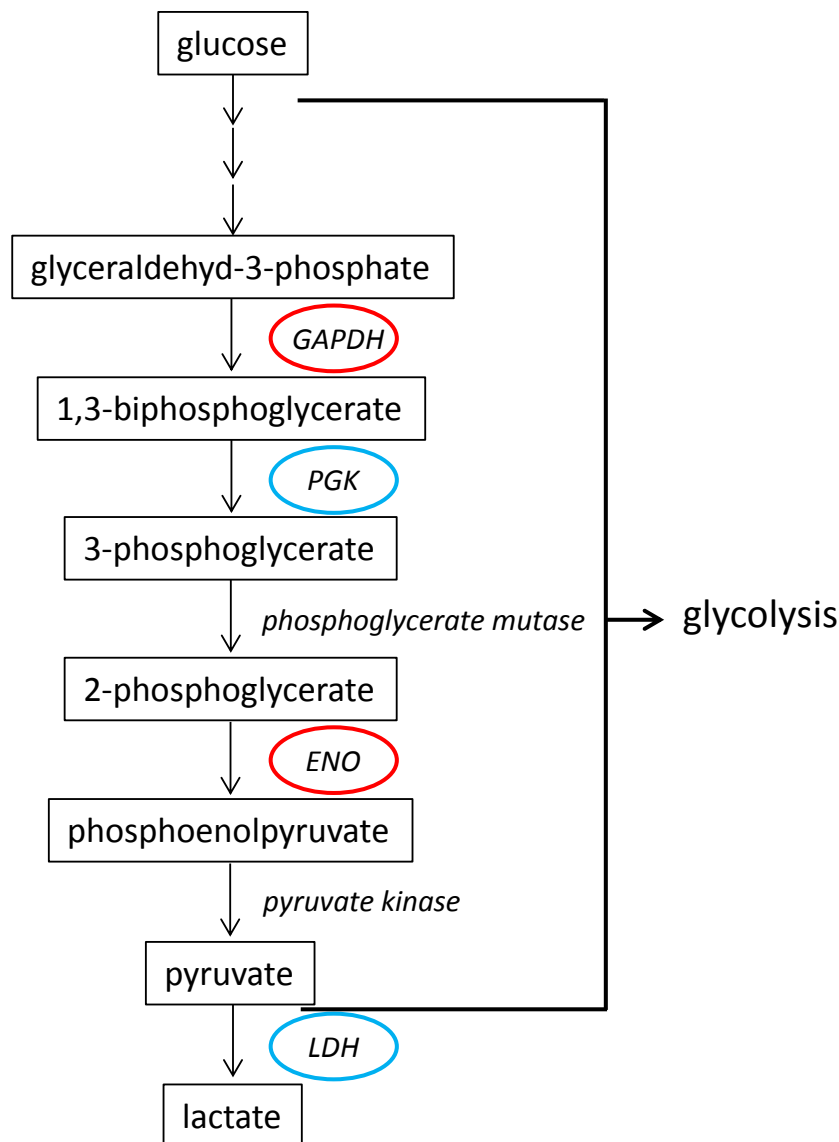 glucose
glyceraldehyd-3-phosphate
GAPDH
1,3-biphosphoglycerate
PGK
3-phosphoglycerate
phosphoglycerate mutase
glycolysis
2-phosphoglycerate
ENO
phosphoenolpyruvate
pyruvate kinase
pyruvate
LDH
lactate